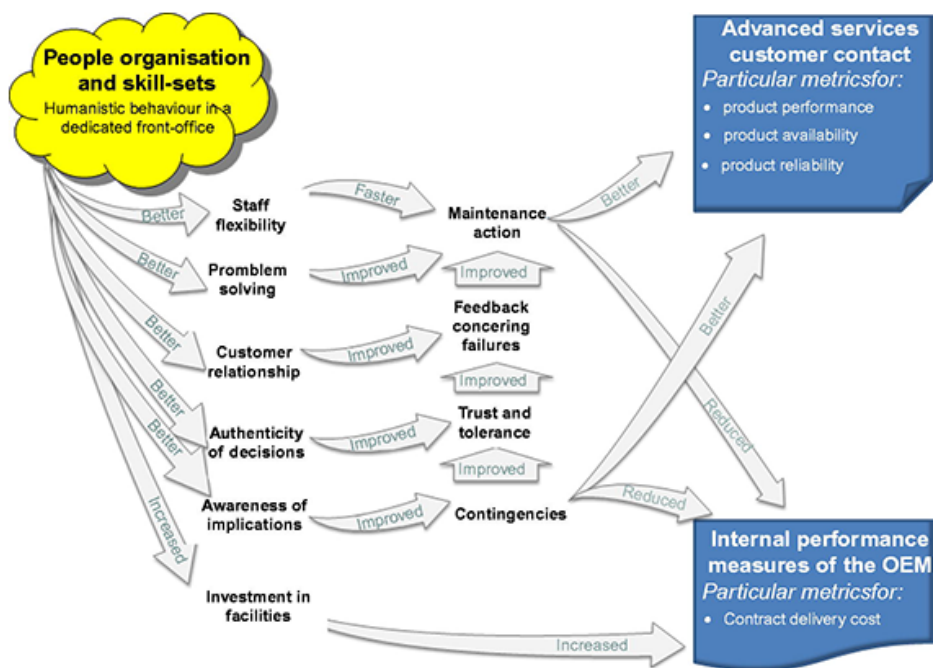 People organisation
and skill-sets
Humanistic behaviour in a
dedicated front-office
Advanced services
customer contact
Particular metricsfor:
• product performance
• product availability
• product reliability
Better
Staff
flexibility
Faster
Maintenance
action
Better
Better
Promblem
solving
Improved
Improved
Better
Customer
relationship
Improved
Feedback
concering
failures
Better
Improved
Better
Authenticity
of decisions
Improved
Trust and
tolerance
Reduced
Better
Improved
Awareness of
implications
Improved
Contingencies
Reduced
Increased
Investment in
facilities
Increased
Internal performance
measures of the OEM
Particular metricsfor:
• Contract delivery cost